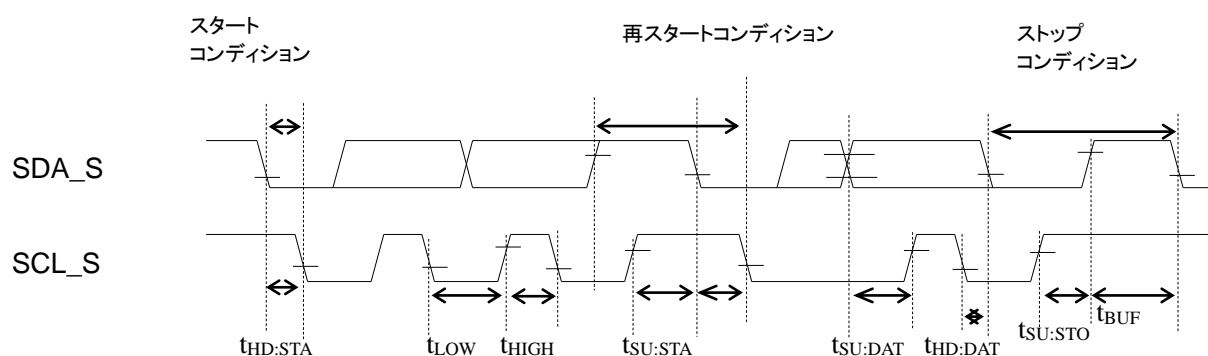 スタート
コンディション
再スタートコンディション
ストップ
コンディション
SDA_S
SCL_S
tHD:STA
tLOW
tHIGH
tSU:STA
tSU:DAT
tHD:DAT
tSU:STO
tBUF